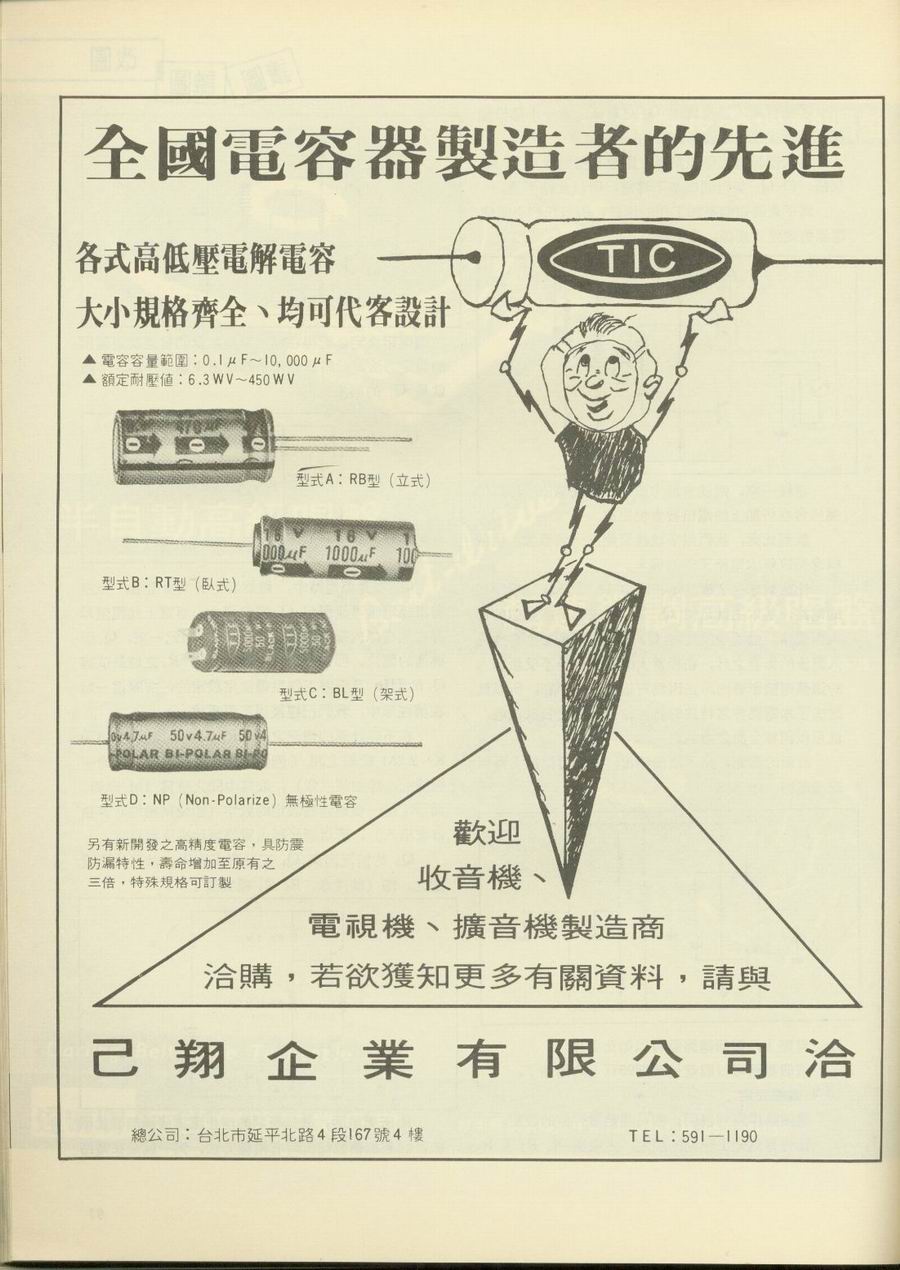 全國電容器製造者的先進
各式高低壓電解電容
大小規格齊全、均可代客設計
TIC
▲電容容量範圍：0.1μF～10,000μF
▲額定耐壓值：6.3WV～450WV
型式A：RB型（立式）
16 V 16 V 1
000μF 1000μF 100
型式B：RT型（臥式）
型式C：BL型（架式）
0v4.7μF 50v4.7μF 50v4
-POLAR BI-POLAR BI-PO
型式D：NP（Non-Polarize）無極性電容
另有新開發之高精度電容，具防震
防漏特性，壽命增加至原有之
三倍，特殊規格可訂製
歡迎
收音機、
電視機、擴音機製造商
洽購，若欲獲知更多有關資料，請與
己翔企業有限公司洽
總公司：台北市延平北路4段167號4樓
TEL：591—1190